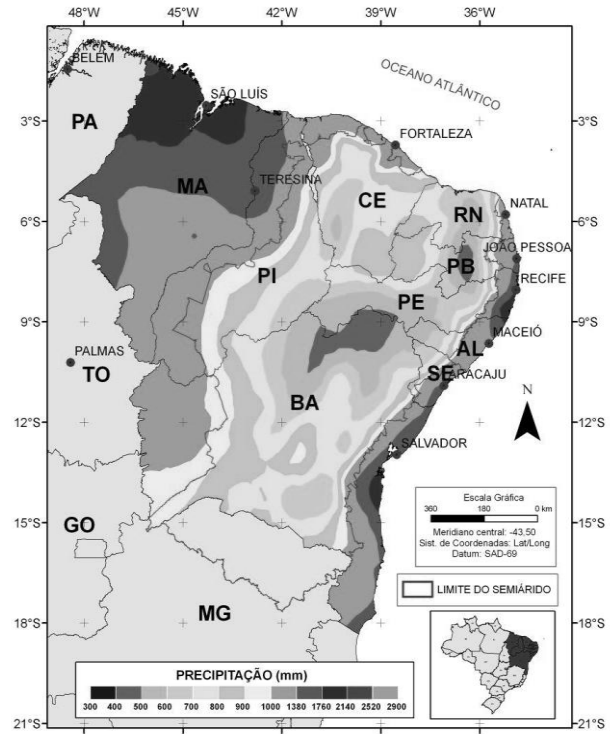 48°W 45°W 42°W 39°W 36°W
BELÉM
OCEANO ATLÂNTICO
SÃO LUÍS
3°S 3°S
PA
FORTALEZA
MA
TERESINA
CE
6°S 6°S
RN
NATAL
JOÃO PESSOA
PB
PI
RECIFE
PE
9°S 9°S
MACEIÓ
AL
PALMAS
TO
SE
ARACAJU
N
BA
12°S 12°S
SALVADOR
Escala Gráfica
360 180 0 km
Meridiano central: -43.50
Sist. de Coordenadas: Lat/Long
Datum: SAD-69
GO
15°S 15°S
LIMITE DO SEMIÁRIDO
MG
18°S 18°S
PRECIPITAÇÃO (mm)
300 400 500 600 700 800 900 1000 1380 1760 2140 2520 2900
21°S 21°S